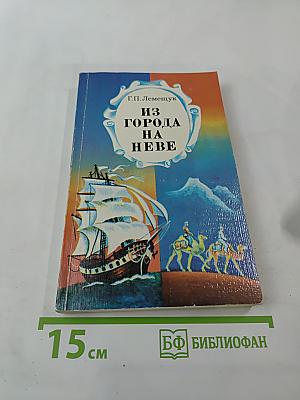 Г.П. Лемещук
ИЗ
ГОРОДА
НА
НЕВЕ
15 см
БФ БИБЛИОФАН